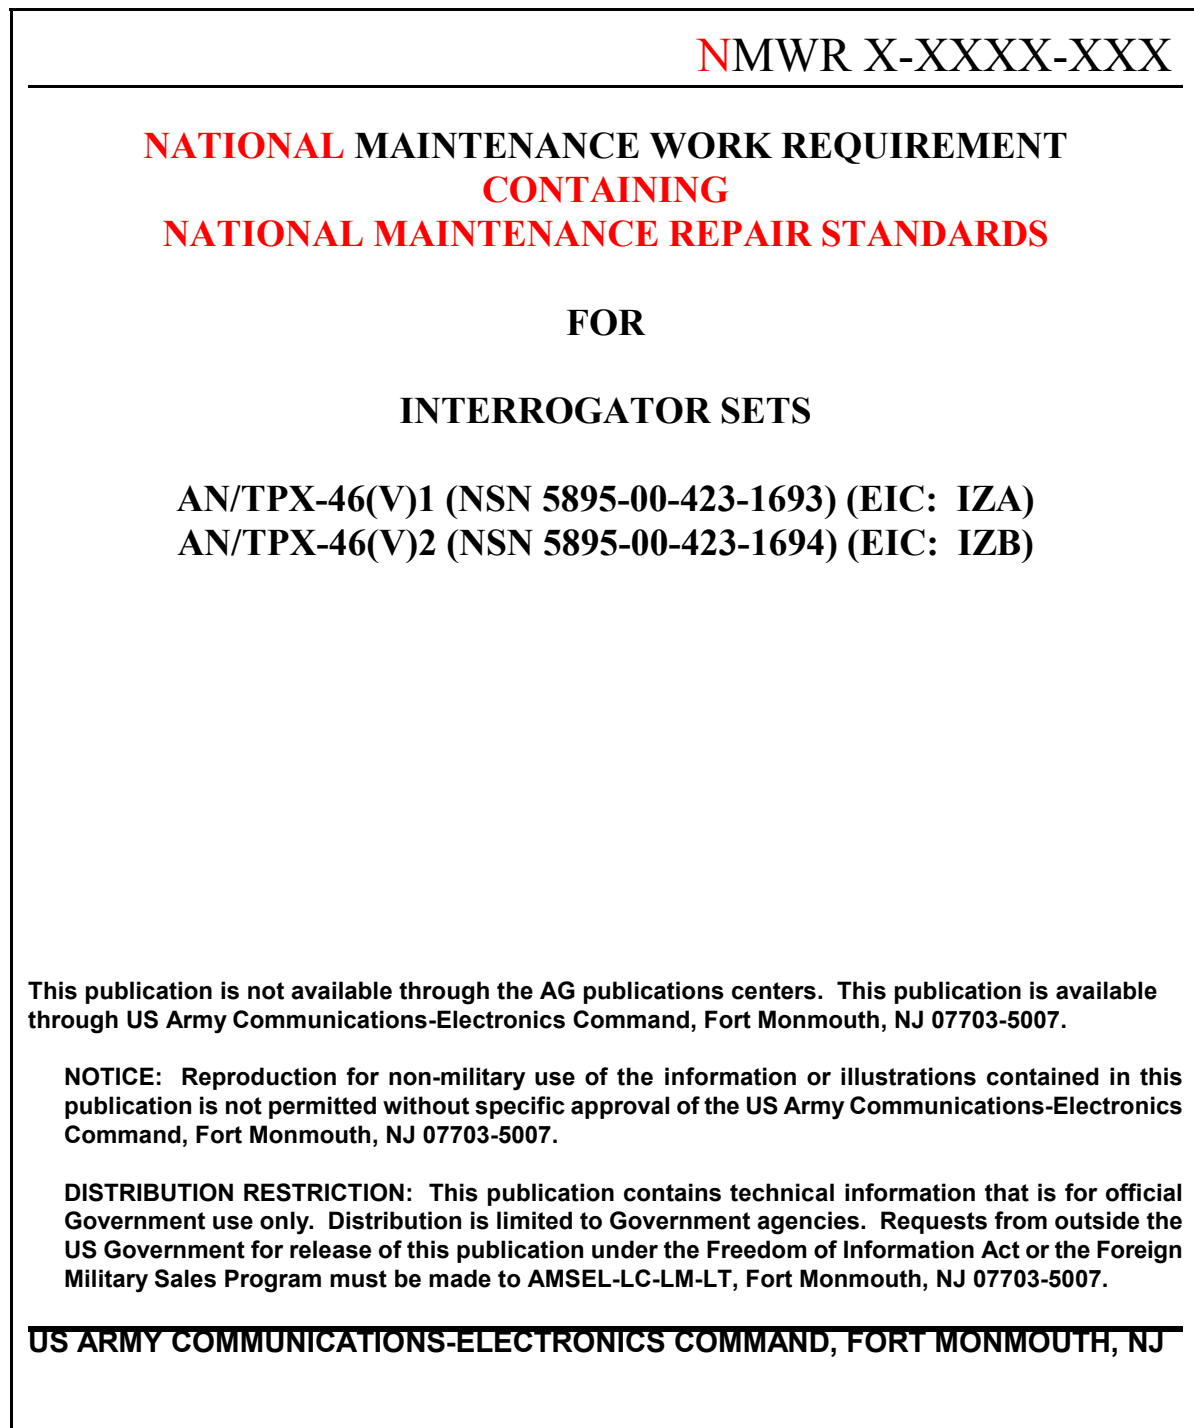 NMWR X-XXXX-XXX
NATIONAL MAINTENANCE WORK REQUIREMENT
CONTAINING
NATIONAL MAINTENANCE REPAIR STANDARDS
FOR
INTERROGATOR SETS
AN/TPX-46(V)1 (NSN 5895-00-423-1693) (EIC:  IZA)
AN/TPX-46(V)2 (NSN 5895-00-423-1694) (EIC:  IZB)
This publication is not available through the AG publications centers.  This publication is available
through US Army Communications-Electronics Command, Fort Monmouth, NJ 07703-5007.
NOTICE:  Reproduction for non-military use of the information or illustrations contained in this
publication is not permitted without specific approval of the US Army Communications-Electronics
Command, Fort Monmouth, NJ 07703-5007.
DISTRIBUTION RESTRICTION:  This publication contains technical information that is for official
Government use only.  Distribution is limited to Government agencies.  Requests from outside the
US Government for release of this publication under the Freedom of Information Act or the Foreign
Military Sales Program must be made to AMSEL-LC-LM-LT, Fort Monmouth, NJ 07703-5007.
US ARMY COMMUNICATIONS-ELECTRONICS COMMAND, FORT MONMOUTH, NJ